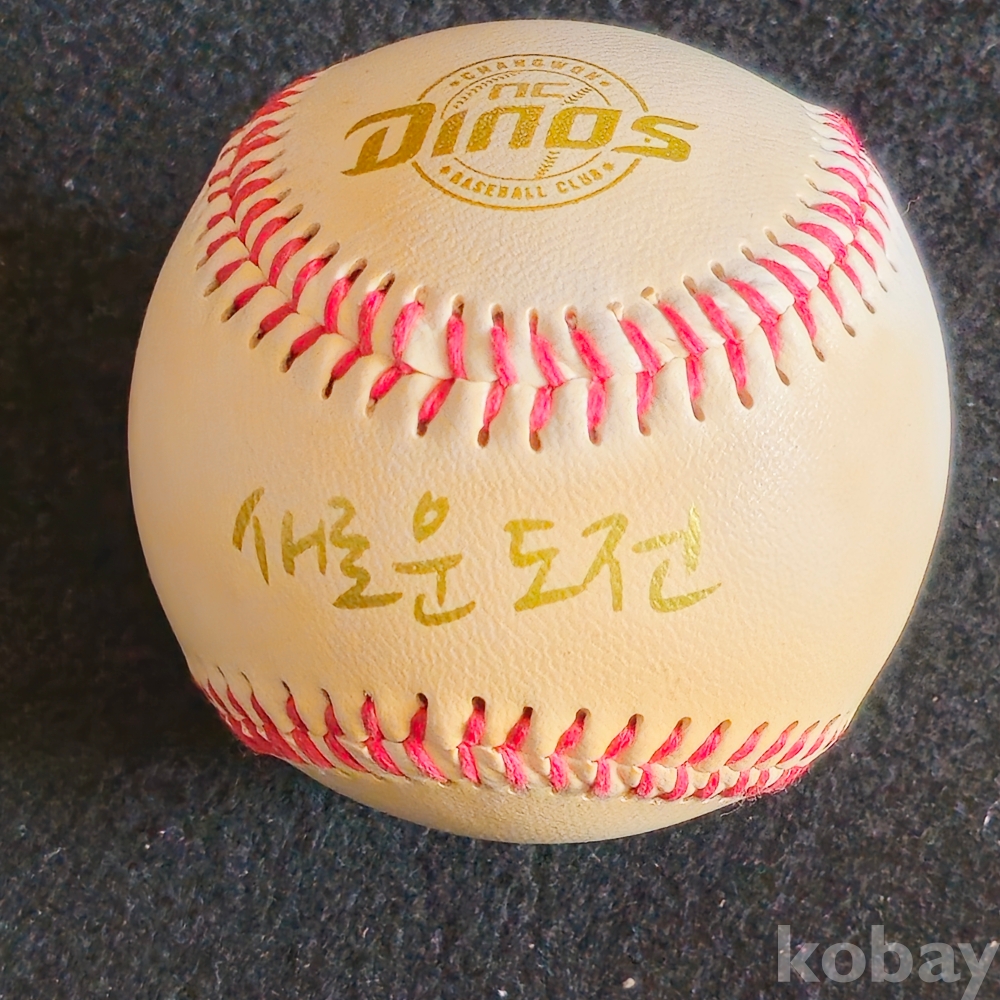 CHANGWON
NC
DINOS
BASEBALL CLUB
새로운 도전
kobay